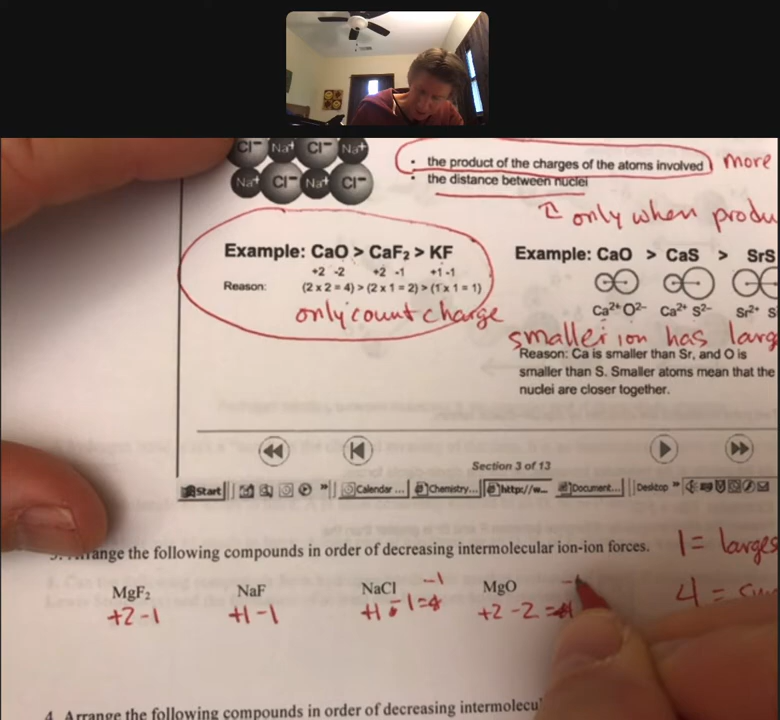 Cl⁻ Na⁺ Cl⁻ Na⁺
Na⁺ Cl⁻ Na⁺ Cl⁻
• the product of the charges of the atoms involved more
• the distance between nuclei
only when produ
Example: CaO > CaF₂ > KF
+2 -2 +2 -1 +1 -1
Reason: (2 x 2 = 4) > (2 x 1 = 2) > (1 x 1 = 1)
only count charge
Example: CaO > CaS > SrS
Ca²⁺ O²⁻ Ca²⁺ S²⁻ Sr²⁺ S
smaller ion has larg
Reason: Ca is smaller than Sr, and O is
smaller than S. Smaller atoms mean that the
nuclei are closer together.
Section 3 of 13
Start Calendar ... Chemistry... http://w... Document... Desktop »
Arrange the following compounds in order of decreasing intermolecular ion-ion forces. 1 = larges
MgF₂ NaF NaCl -1 MgO
+2 -1 +1 -1 +1 -1 = +2 -2 = 4 =
4. Arrange the following compounds in order of decreasing intermolecu